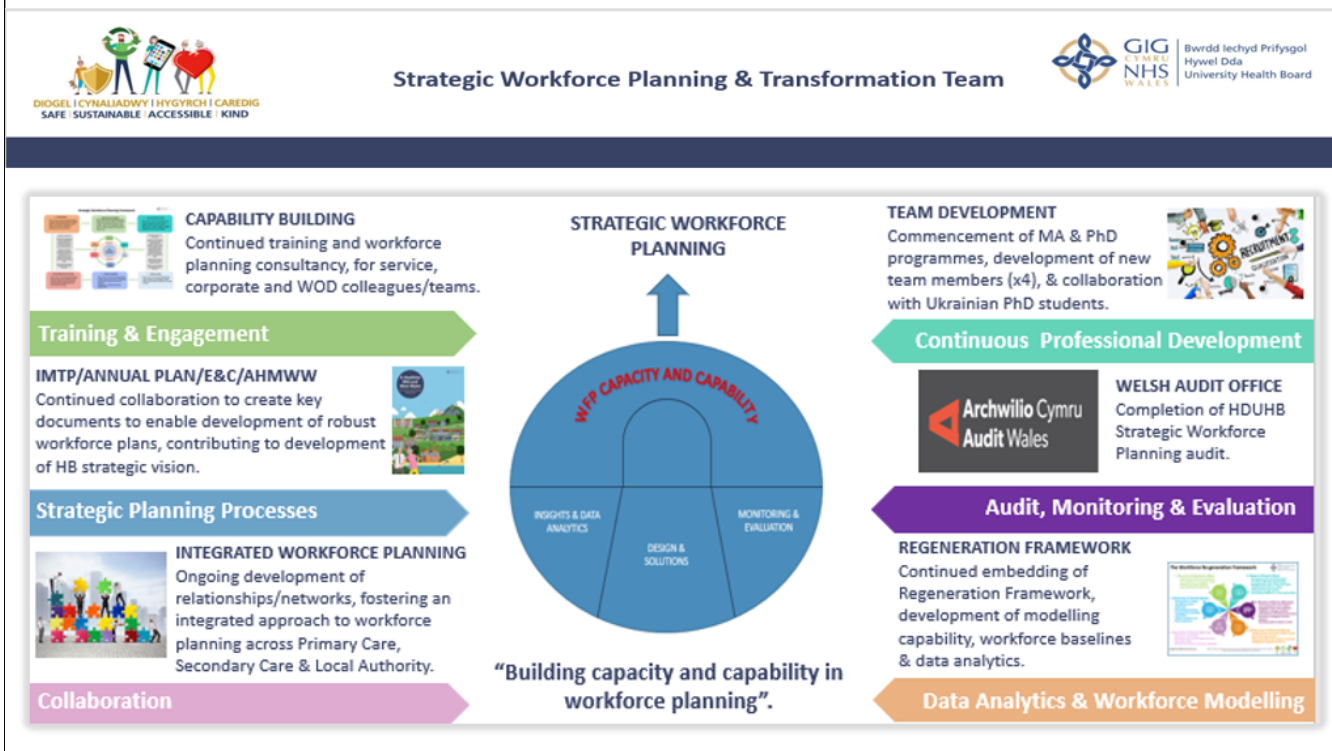 DIOGEL | CYNALIADWY | HYGYRCH | CAREDIG
SAFE | SUSTAINABLE | ACCESSIBLE | KIND
Strategic Workforce Planning & Transformation Team
GIG
CYMRU
NHS
WALES
Bwrdd Iechyd Prifysgol
Hywel Dda
University Health Board
CAPABILITY BUILDING
Continued training and workforce
planning consultancy, for service,
corporate and WOD colleagues/teams.
Training & Engagement
IMTP/ANNUAL PLAN/E&C/AHMWW
Continued collaboration to create key
documents to enable development of robust
workforce plans, contributing to development
of HB strategic vision.
Strategic Planning Processes
INTEGRATED WORKFORCE PLANNING
Ongoing development of
relationships/networks, fostering an
integrated approach to workforce
planning across Primary Care,
Secondary Care & Local Authority.
Collaboration
STRATEGIC WORKFORCE
PLANNING
WFP CAPACITY AND CAPABILITY
INSIGHTS & DATA
ANALYTICS
DESIGN &
SOLUTIONS
MONITORING &
EVALUATION
“Building capacity and capability in
workforce planning”.
TEAM DEVELOPMENT
Commencement of MA & PhD
programmes, development of new
team members (x4), & collaboration
with Ukrainian PhD students.
RECRUITMENT
QUALIFICATION
Continuous  Professional Development
Archwilio Cymru
Audit Wales
WELSH AUDIT OFFICE
Completion of HDUHB
Strategic Workforce
Planning audit.
Audit, Monitoring & Evaluation
REGENERATION FRAMEWORK
Continued embedding of
Regeneration Framework,
development of modelling
capability, workforce baselines
& data analytics.
The Workforce Regeneration Framework
Data Analytics & Workforce Modelling